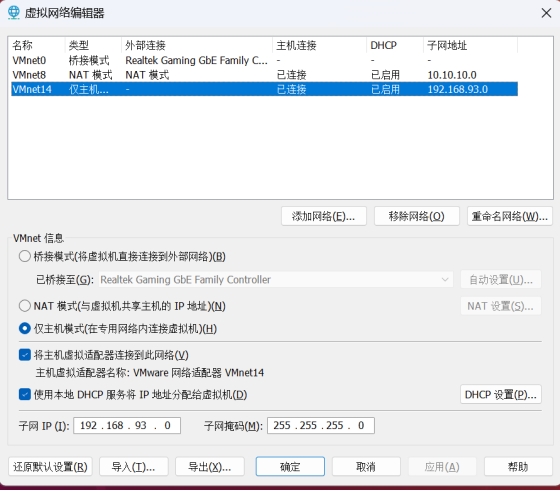 虚拟网络编辑器
名称 类型 外部连接 主机连接 DHCP 子网地址
VMnet0 桥接模式 Realtek Gaming GbE Family C... - - -
VMnet8 NAT 模式 NAT 模式 已连接 已启用 10.10.10.0
VMnet14 仅主机... - 已连接 已启用 192.168.93.0
添加网络(E)... 移除网络(O) 重命名网络(W)...
VMnet 信息
桥接模式(将虚拟机直接连接到外部网络)(B)
已桥接至(G): Realtek Gaming GbE Family Controller 自动设置(U)...
NAT 模式(与虚拟机共享主机的 IP 地址)(N) NAT 设置(S)...
仅主机模式(在专用网络内连接虚拟机)(H)
将主机虚拟适配器连接到此网络(V)
主机虚拟适配器名称: VMware 网络适配器 VMnet14
使用本地 DHCP 服务将 IP 地址分配给虚拟机(D) DHCP 设置(P)...
子网 IP (I): 192 . 168 . 93 . 0 子网掩码(M): 255 . 255 . 255 . 0
还原默认设置(R) 导入(T)... 导出(X)... 确定 取消 应用(A) 帮助